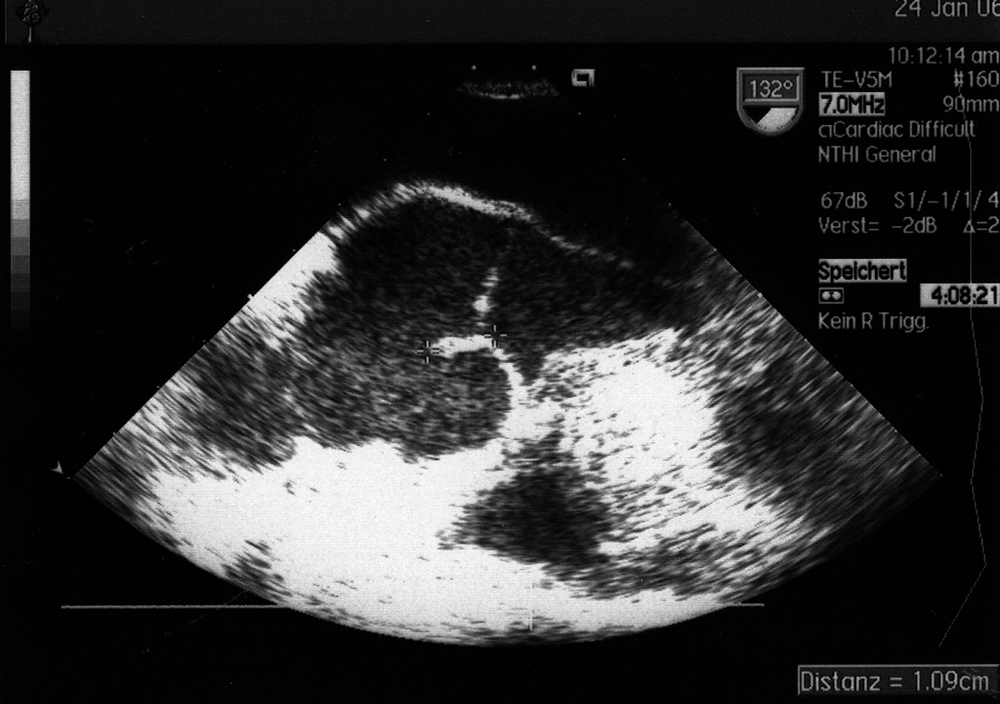 24 Jan 06
10:12:14 am
TE-V5M #160
132° 7.0MHz 90mm
Cardiac Difficult
NTHI General
67dB S1/-1/1/4
Verst= -2dB Δ=2
Speichert
4:08:21
Kein R Trigg.
Distanz = 1.09cm